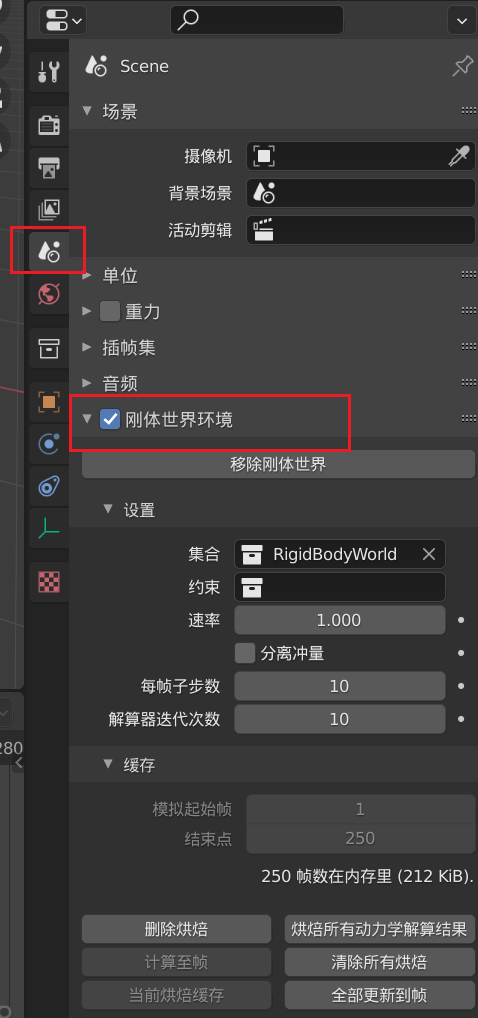 Scene
场景
摄像机
背景场景
活动剪辑
单位
重力
插帧集
音频
刚体世界环境
移除刚体世界
设置
集合 RigidBodyWorld
约束
速率 1.000
分离冲量
每帧子步数 10
解算器迭代次数 10
280
缓存
模拟起始帧 1
结束点 250
250 帧数在内存里 (212 KiB).
删除烘焙 烘焙所有动力学解算结果
计算至帧 清除所有烘焙
当前烘焙缓存 全部更新到帧